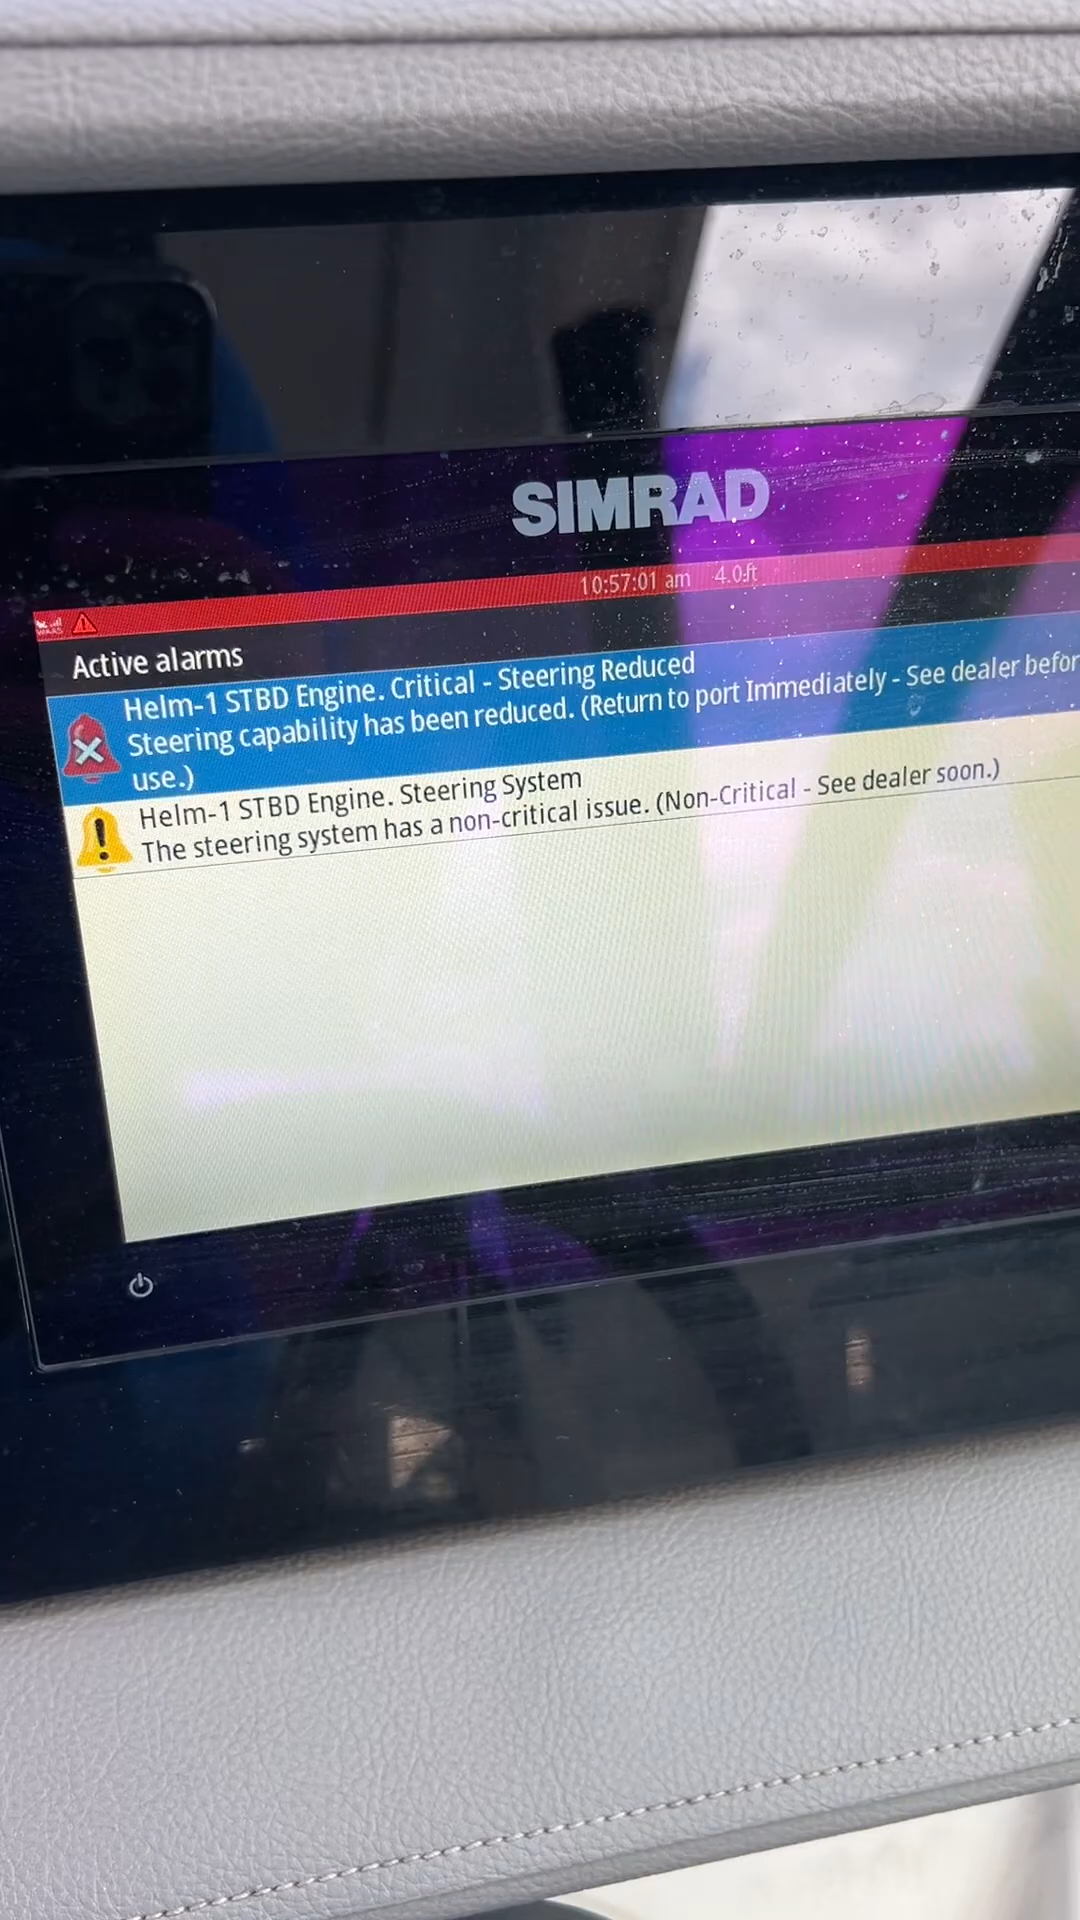 SIMRAD
10:57:01 am 4.0ft
Active alarms
Helm-1 STBD Engine. Critical - Steering Reduced
Steering capability has been reduced. (Return to port Immediately - See dealer befor
use.)
Helm-1 STBD Engine. Steering System
The steering system has a non-critical issue. (Non-Critical - See dealer soon.)